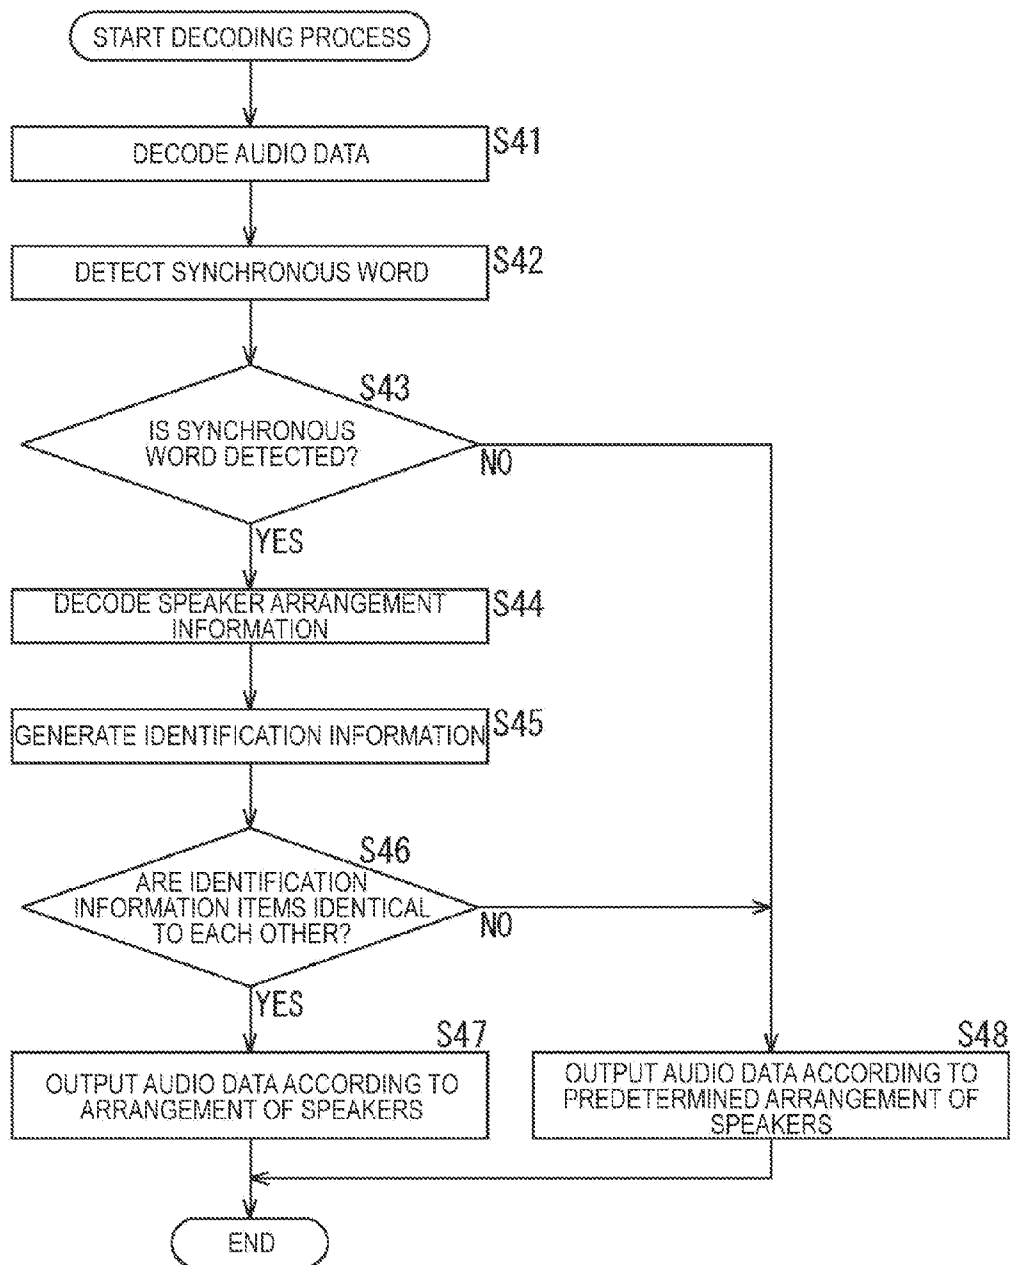 START DECODING PROCESS
S41
DECODE AUDIO DATA
S42
DETECT SYNCHRONOUS WORD
S43
IS SYNCHRONOUS
WORD DETECTED?
NO
YES
S44
DECODE SPEAKER ARRANGEMENT
INFORMATION
S45
GENERATE IDENTIFICATION INFORMATION
S46
ARE IDENTIFICATION
INFORMATION ITEMS IDENTICAL
TO EACH OTHER?
NO
YES
S47
OUTPUT AUDIO DATA ACCORDING TO
ARRANGEMENT OF SPEAKERS
S48
OUTPUT AUDIO DATA ACCORDING TO
PREDETERMINED ARRANGEMENT OF
SPEAKERS
END